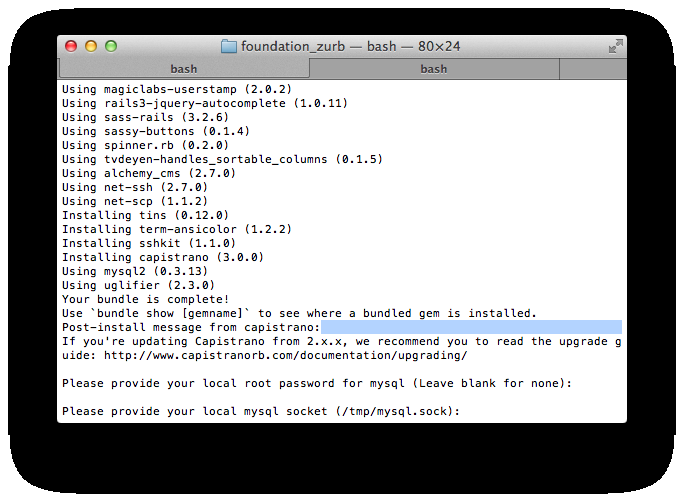 foundation_zurb — bash — 80×24
bash bash
Using magiclabs-userstamp (2.0.2)
Using rails3-jquery-autocomplete (1.0.11)
Using sass-rails (3.2.6)
Using sassy-buttons (0.1.4)
Using spinner.rb (0.2.0)
Using tvdeyen-handles_sortable_columns (0.1.5)
Using alchemy_cms (2.7.0)
Using net-ssh (2.7.0)
Using net-scp (1.1.2)
Installing tins (0.12.0)
Installing term-ansicolor (1.2.2)
Installing sshkit (1.1.0)
Installing capistrano (3.0.0)
Using mysql2 (0.3.13)
Using uglifier (2.3.0)
Your bundle is complete!
Use `bundle show [gemname]` to see where a bundled gem is installed.
Post-install message from capistrano:
If you're updating Capistrano from 2.x.x, we recommend you to read the upgrade g
uide: http://www.capistranorb.com/documentation/upgrading/
Please provide your local root password for mysql (Leave blank for none):
Please provide your local mysql socket (/tmp/mysql.sock):